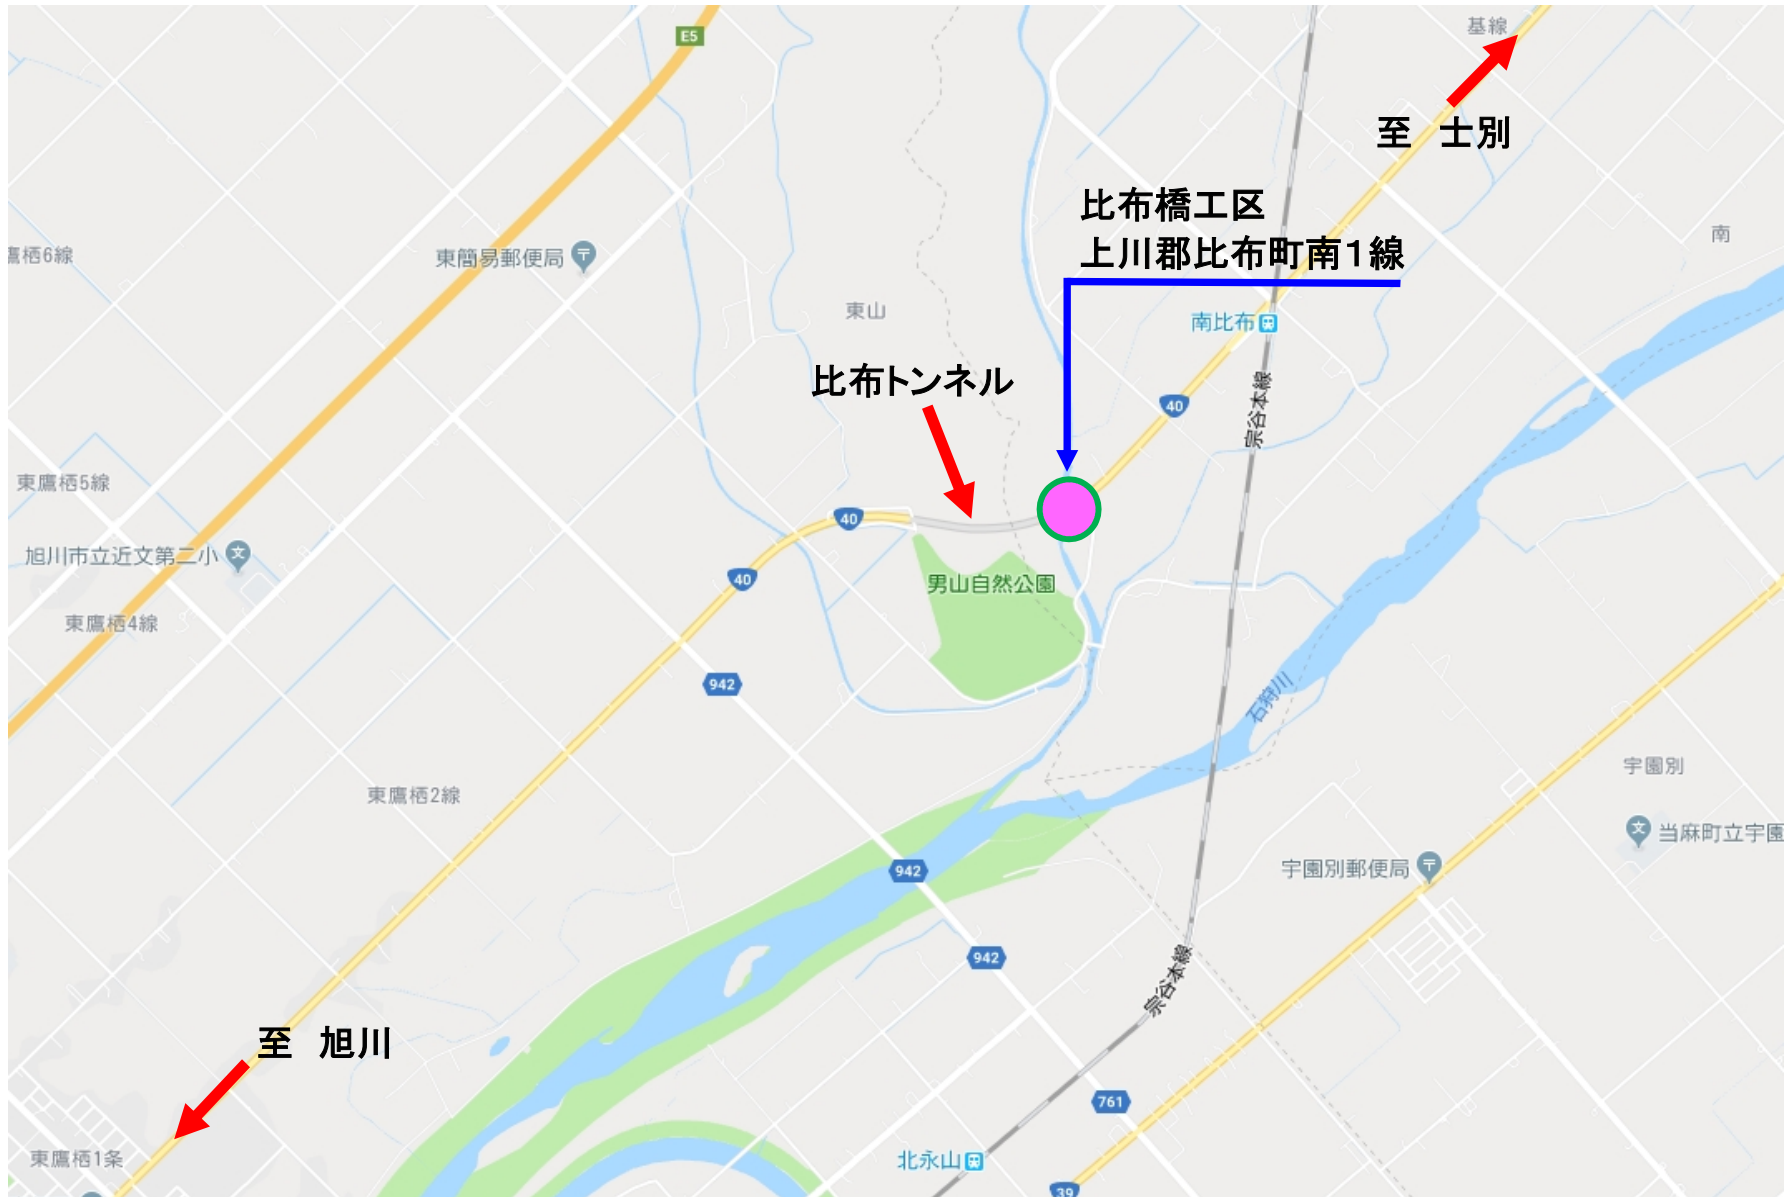 E5
基線
至 士別
比布橋工区
上川郡比布町南1線
南
鷹栖6線
東簡易郵便局
東山
南比布
比布トンネル
宗谷本線
40
東鷹栖5線
40
旭川市立近文第二小
40
男山自然公園
東鷹栖4線
942
石狩川
東鷹栖2線
宇園別
当麻町立宇園
942
宇園別郵便局
942
宗谷本線
至 旭川
761
東鷹栖1条
北永山
39